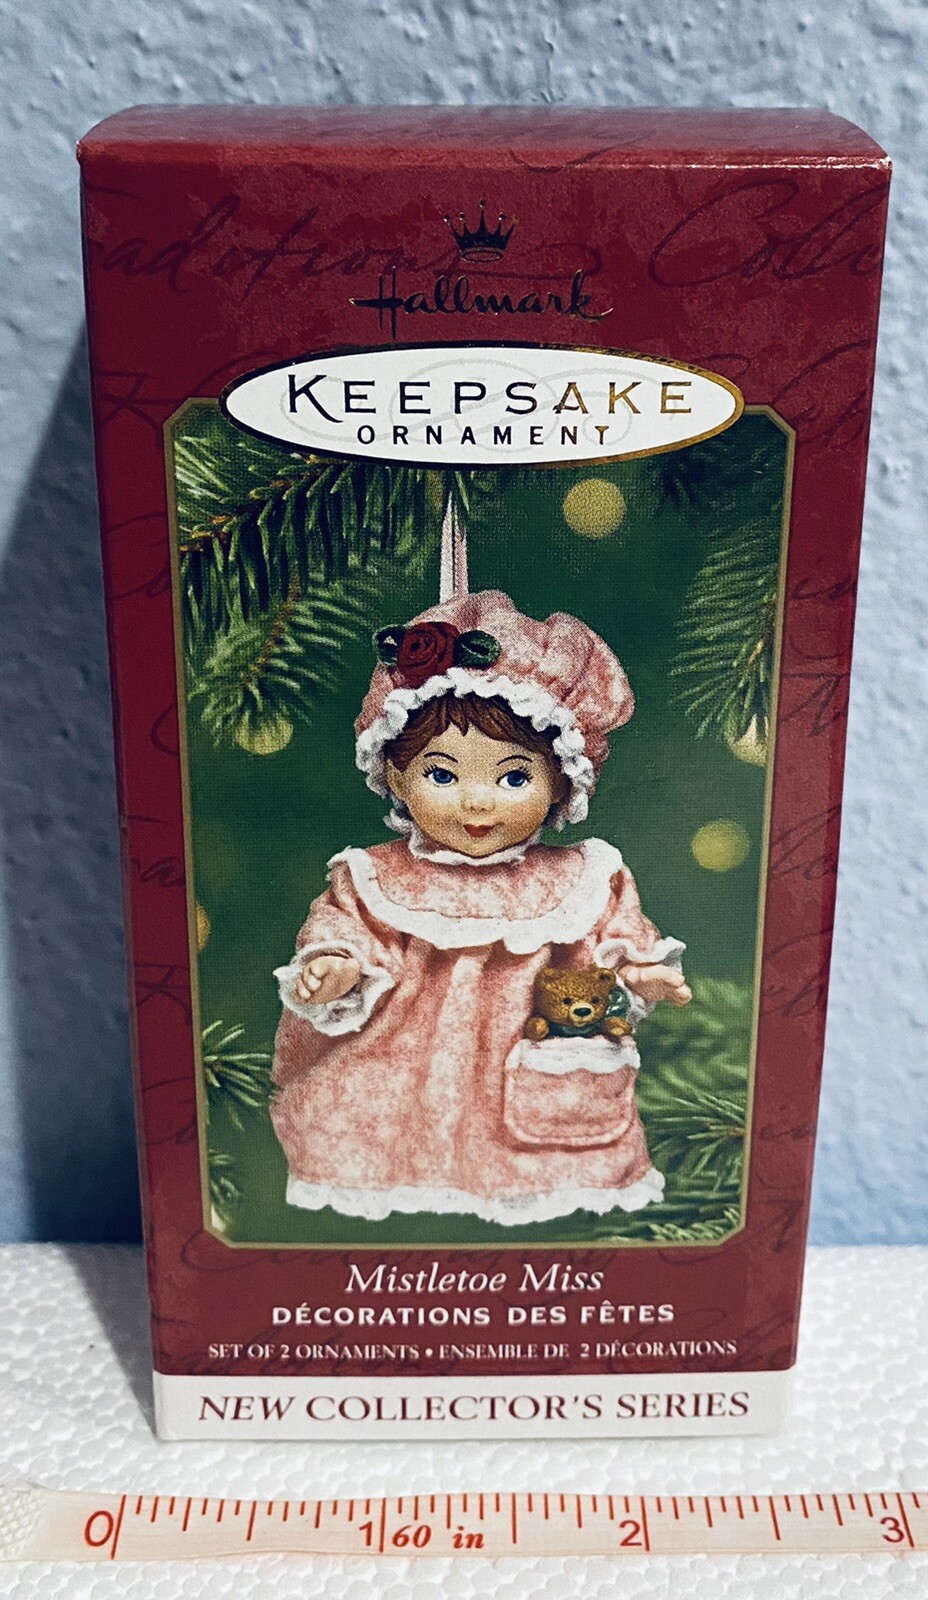 Hallmark
KEEPSAKE
ORNAMENT
Mistletoe Miss
DÉCORATIONS DES FÊTES
SET OF 2 ORNAMENTS • ENSEMBLE DE 2 DÉCORATIONS
NEW COLLECTOR'S SERIES
0 1 60 in 2 3